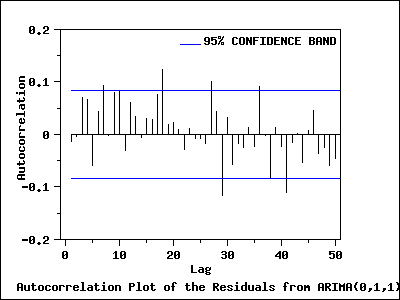 0.2
95% CONFIDENCE BAND
0.1
0
-0.1
-0.2
Autocorrelation
0 10 20 30 40 50
Lag
Autocorrelation Plot of the Residuals from ARIMA(0,1,1)